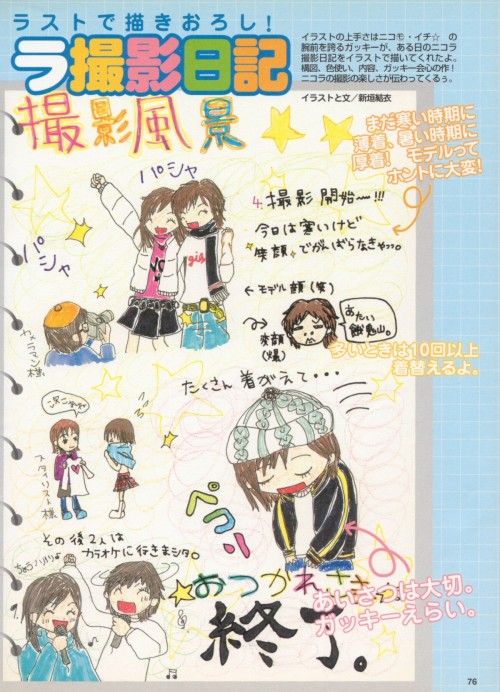 ラストで描きおろし!
ラ撮影日記
イラストの上手さはニコモ・イチ☆ の
腕前を誇るガッキーが、ある日のニコラ
撮影日記をイラストで描いてくれたよ。
構図、色使い、内容、ガッキー会心の作!
ニコラの撮影の楽しさが伝わってくるぅ。
イラストと文/新垣結衣
撮影風景
まだ寒い時期に
薄着、暑い時期に
厚着! モデルって
ホントに大変!
パシャ
パシャ
4. 撮影 開始〜!!!
今日は寒いけど
笑顔でがんばらなきゃっ。
←モデル顔(笑)
変顔
(爆)
あたい
餓鬼山。
カメラマン様
多いときは10回以上
着替えるよ。
たくさん 着がえて・・・
スタイリスト様
ペコリ
その後2人は
カラオケに行きまシタ。
おつかれさまっ
終了。
あいさつは大切。
ガッキーえらい。
76